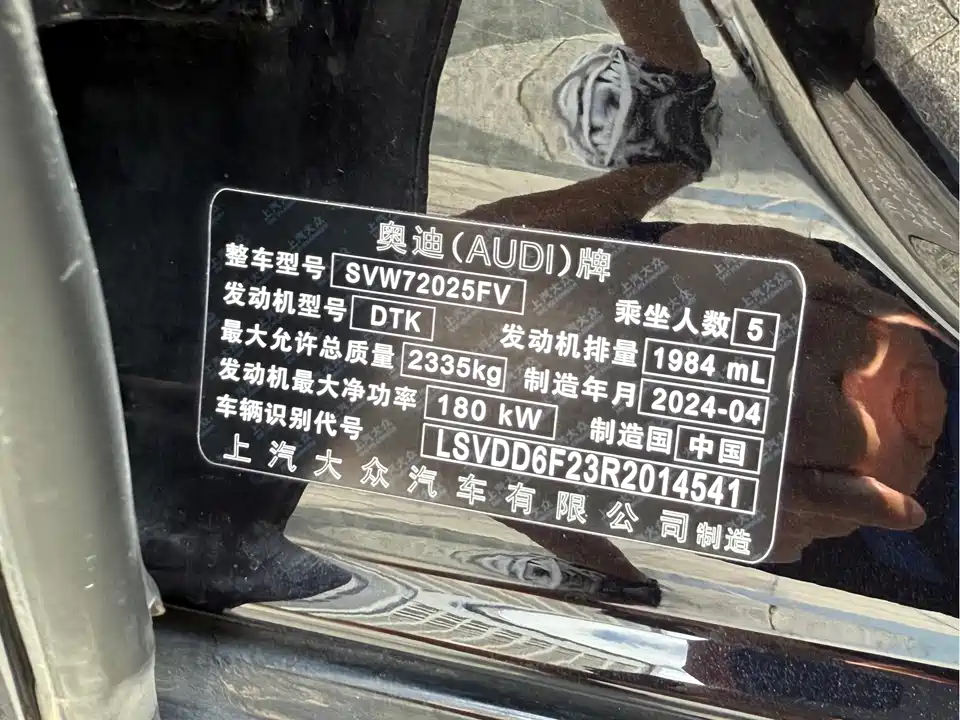 奥迪(AUDI)牌
整车型号 SVW72025FV 乘坐人数 5
发动机型号 DTK 发动机排量 1984 mL
最大允许总质量 2335kg 制造年月 2024-04
发动机最大净功率 180 kW 制造国 中国
车辆识别代号 LSVDD6F23R2014541
上汽大众汽车有限公司制造